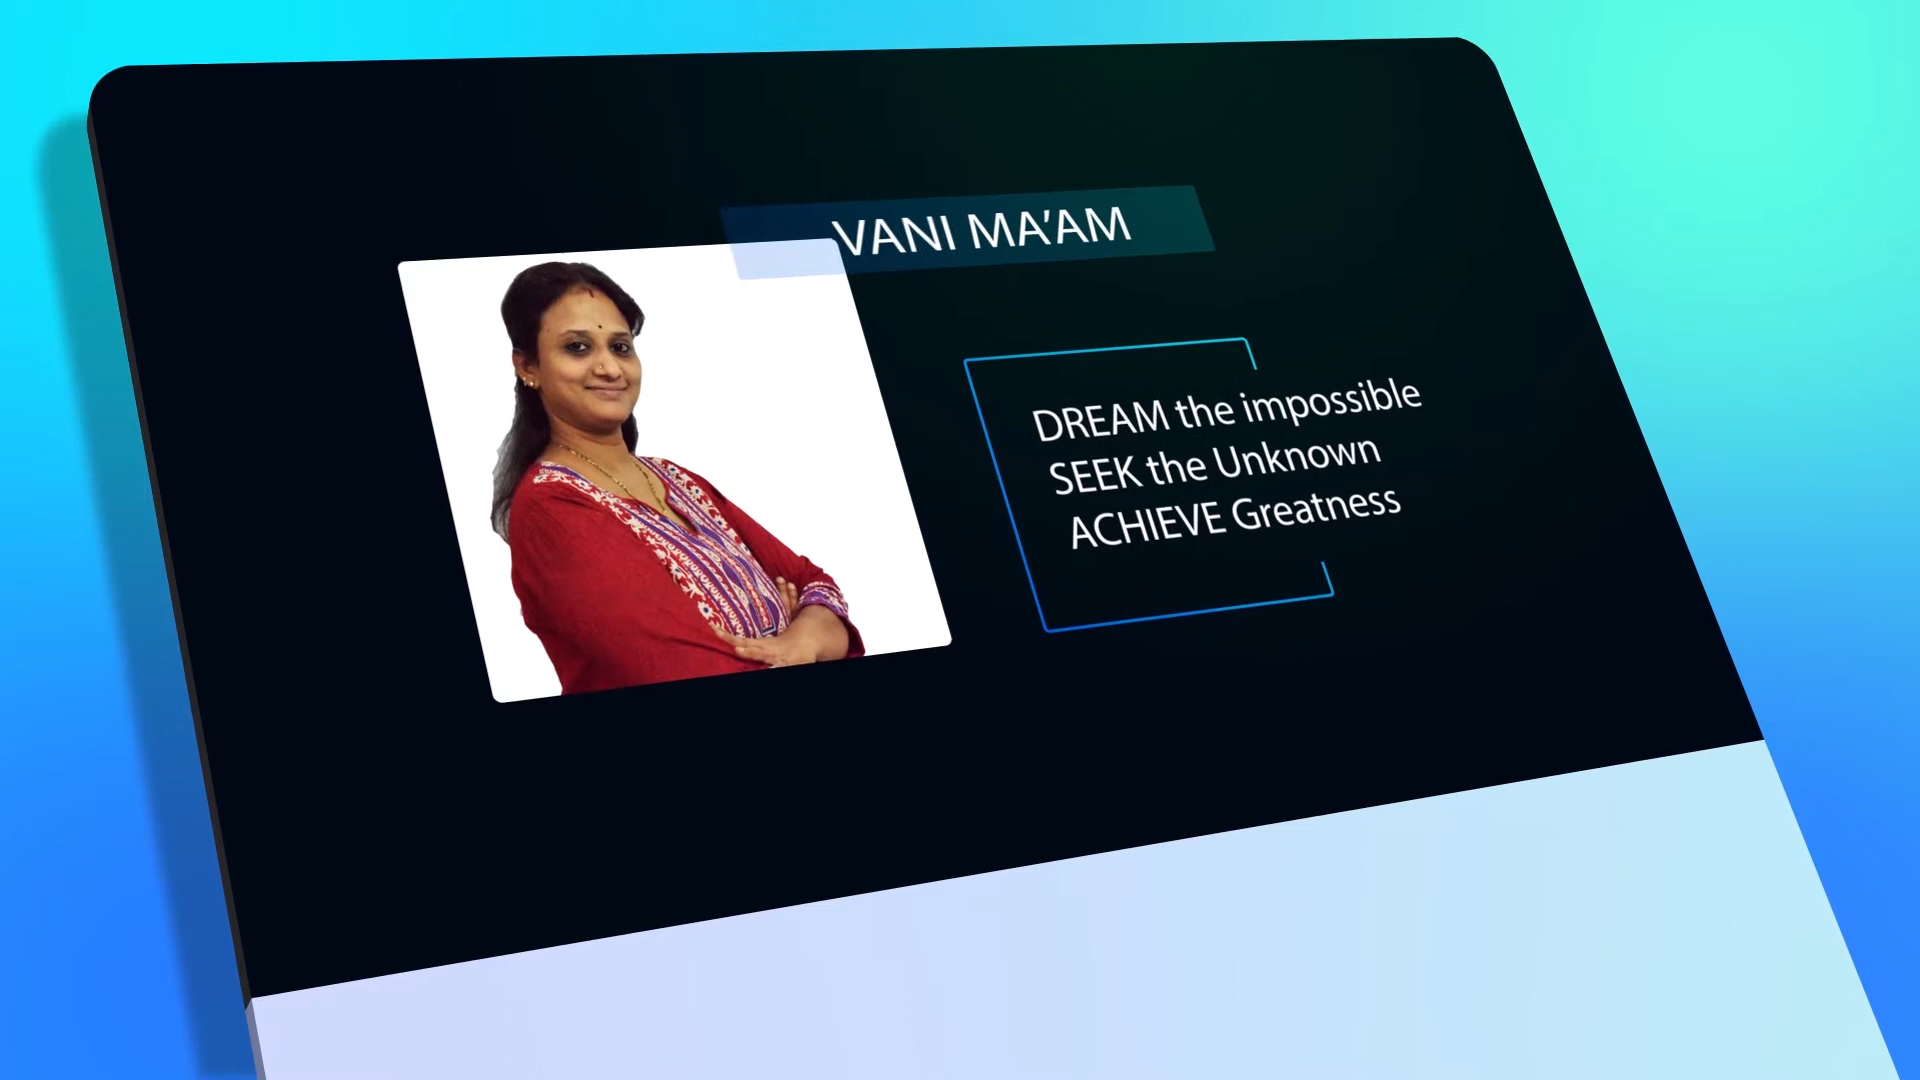 VANI MA’AM
DREAM the impossible
SEEK the Unknown
ACHIEVE Greatness